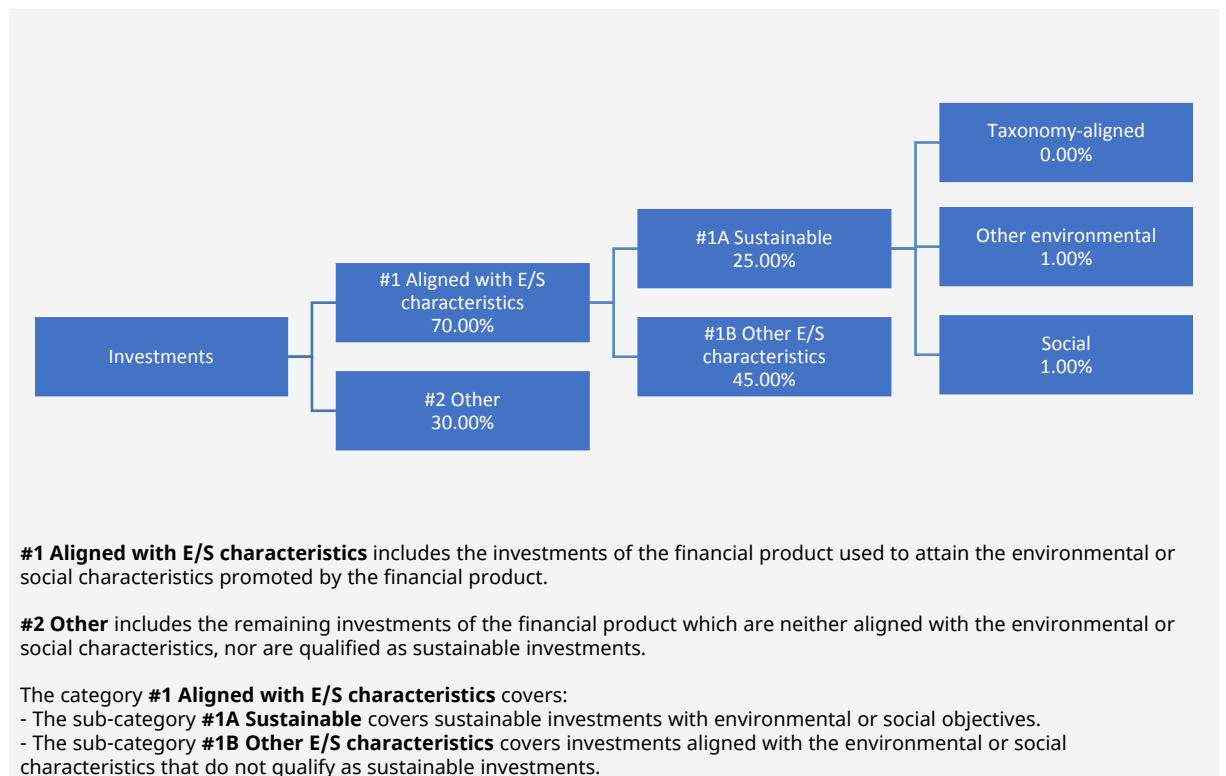 Investments
#1 Aligned with E/S
characteristics
70.00%
#2 Other
30.00%
#1A Sustainable
25.00%
#1B Other E/S
characteristics
45.00%
Taxonomy-aligned
0.00%
Other environmental
1.00%
Social
1.00%
#1 Aligned with E/S characteristics includes the investments of the financial product used to attain the environmental or
social characteristics promoted by the financial product.
#2 Other includes the remaining investments of the financial product which are neither aligned with the environmental or
social characteristics, nor are qualified as sustainable investments.
The category #1 Aligned with E/S characteristics covers:
- The sub-category #1A Sustainable covers sustainable investments with environmental or social objectives.
- The sub-category #1B Other E/S characteristics covers investments aligned with the environmental or social
characteristics that do not qualify as sustainable investments.